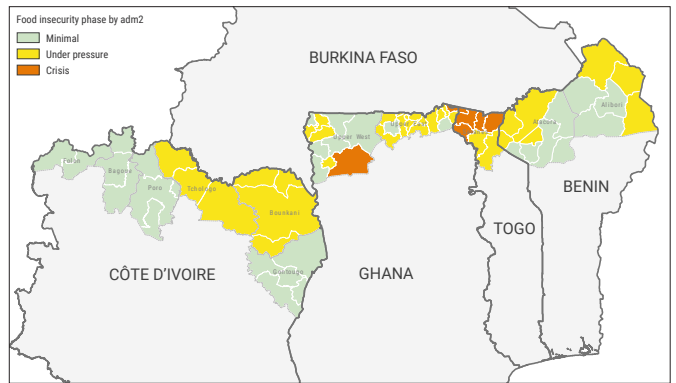 Food insecurity phase by adm2
Minimal
Under pressure
Crisis
BURKINA FASO
Alibori
Atacora
Upper East
Upper West
Folon
Bagoue
Poro
Tchologo
Bounkani
BENIN
TOGO
Gontougo
CÔTE D'IVOIRE
GHANA